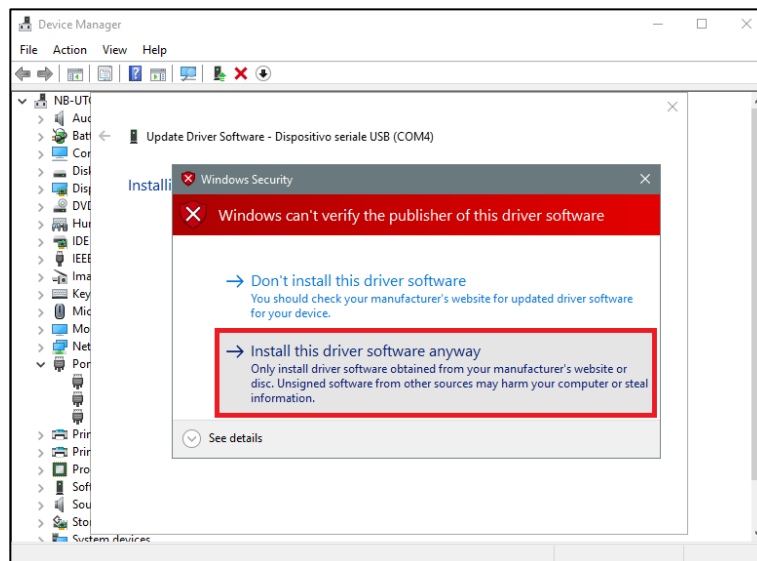 Device Manager
File Action View Help
NB-UT
Update Driver Software - Dispositivo seriale USB (COM4)
Windows Security
Windows can't verify the publisher of this driver software
Don't install this driver software
You should check your manufacturer's website for updated driver software
for your device.
Install this driver software anyway
Only install driver software obtained from your manufacturer's website or
disc. Unsigned software from other sources may harm your computer or steal
information.
See details
Installi
Aud
Batt
Cor
Disk
Disp
DVD
Hur
IDE
IEEE
Ima
Key
Mic
Mo
Net
Por
Prin
Prin
Pro
Soft
Sou
Stor
System devices